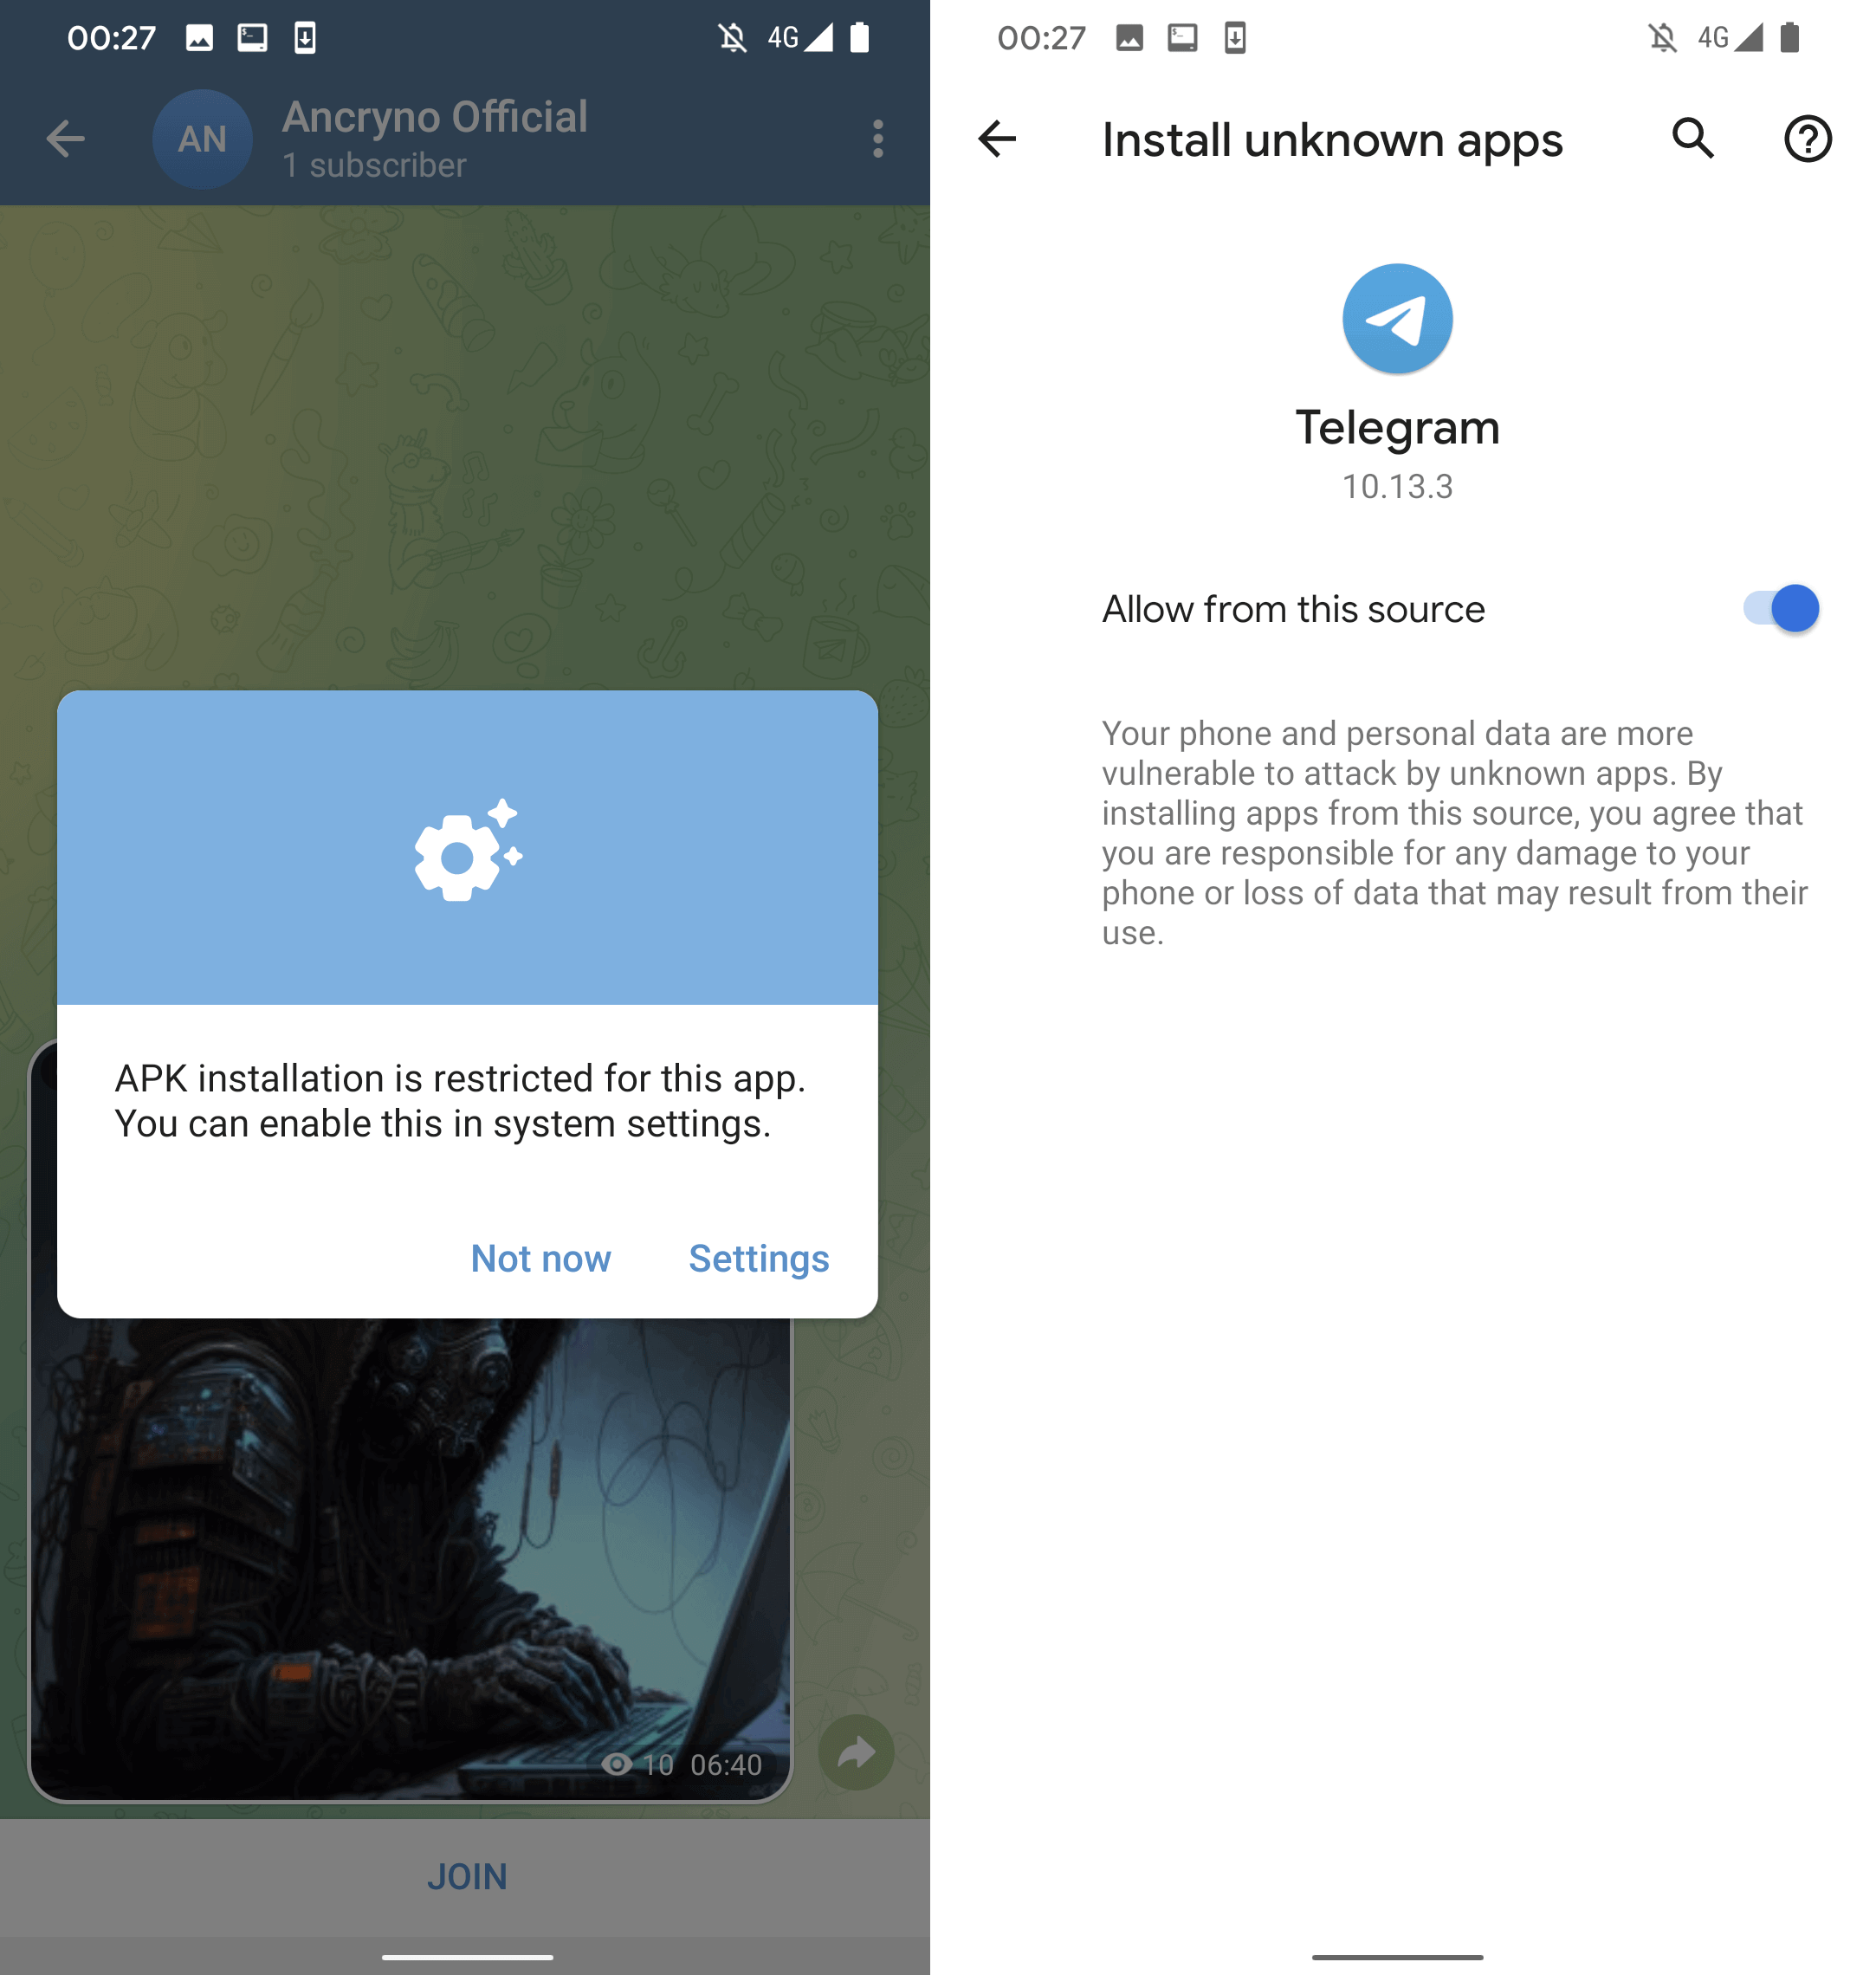 00:27
4G
AN
Ancryno Official
1 subscriber
APK installation is restricted for this app.
You can enable this in system settings.
Not now
Settings
10 06:40
JOIN
00:27
4G
Install unknown apps
Telegram
10.13.3
Allow from this source
Your phone and personal data are more
vulnerable to attack by unknown apps. By
installing apps from this source, you agree that
you are responsible for any damage to your
phone or loss of data that may result from their
use.